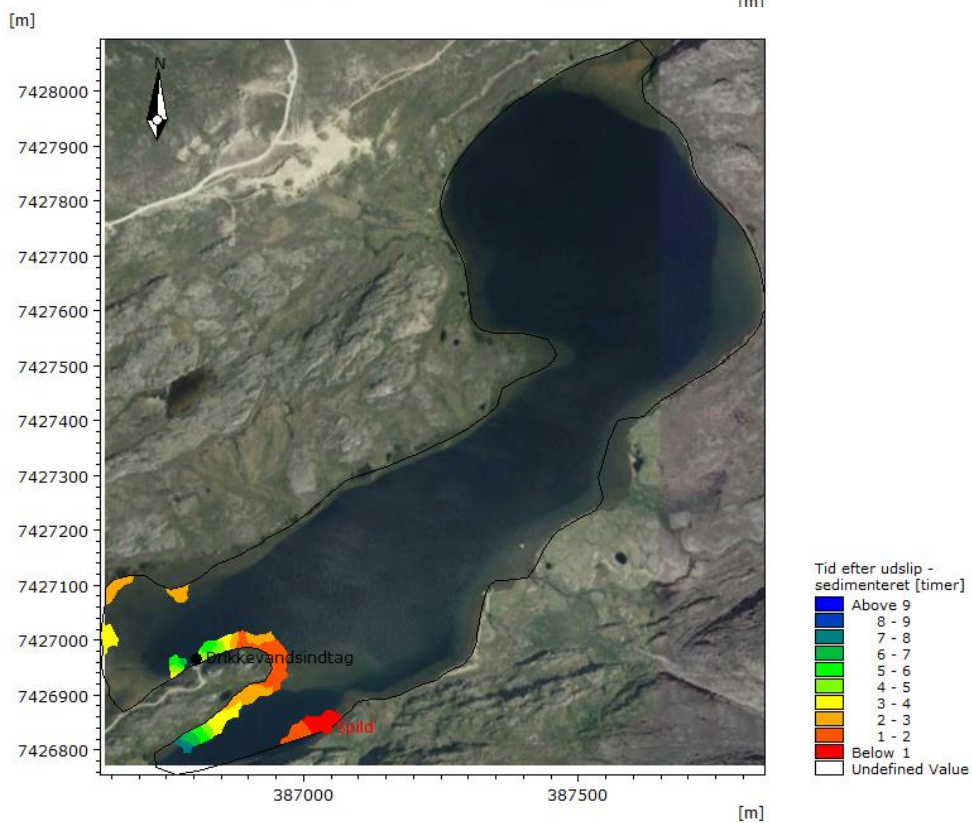 [m]
[m]
N
7428000
7427900
7427800
7427700
7427600
7427500
7427400
7427300
7427200
7427100
7427000
7426900
7426800
Drikkevandsindtag
Spild
387000
387500
[m]
Tid efter udslip -
sedimenteret [timer]
Above 9
8 - 9
7 - 8
6 - 7
5 - 6
4 - 5
3 - 4
2 - 3
1 - 2
Below 1
Undefined Value